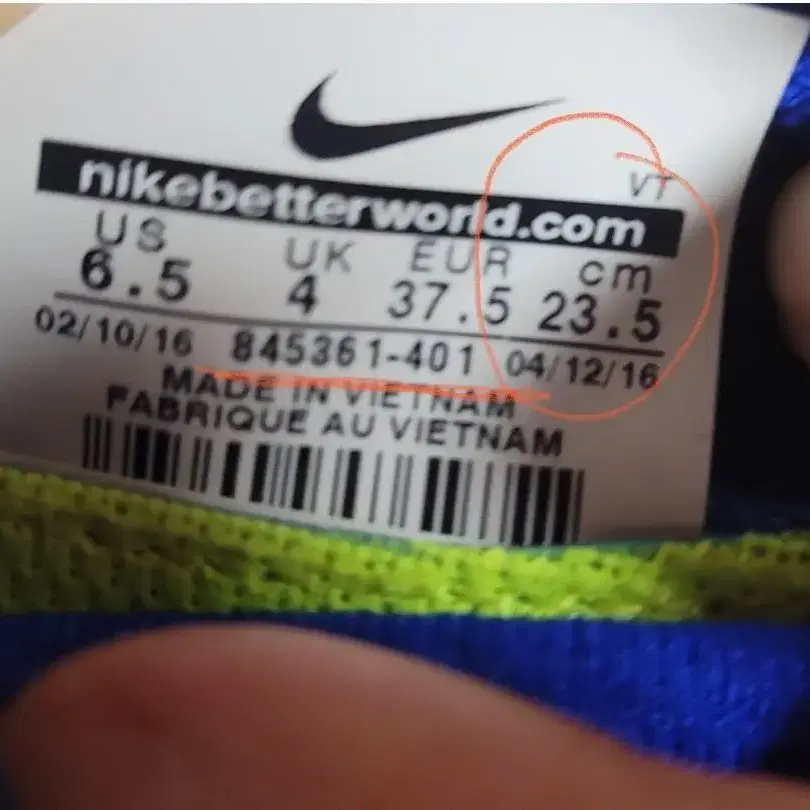 VT
nikebetterworld.com
US UK EUR cm
6.5 4 37.5 23.5
02/10/16 845361-401 04/12/16
MADE IN VIETNAM
FABRIQUE AU VIETNAM